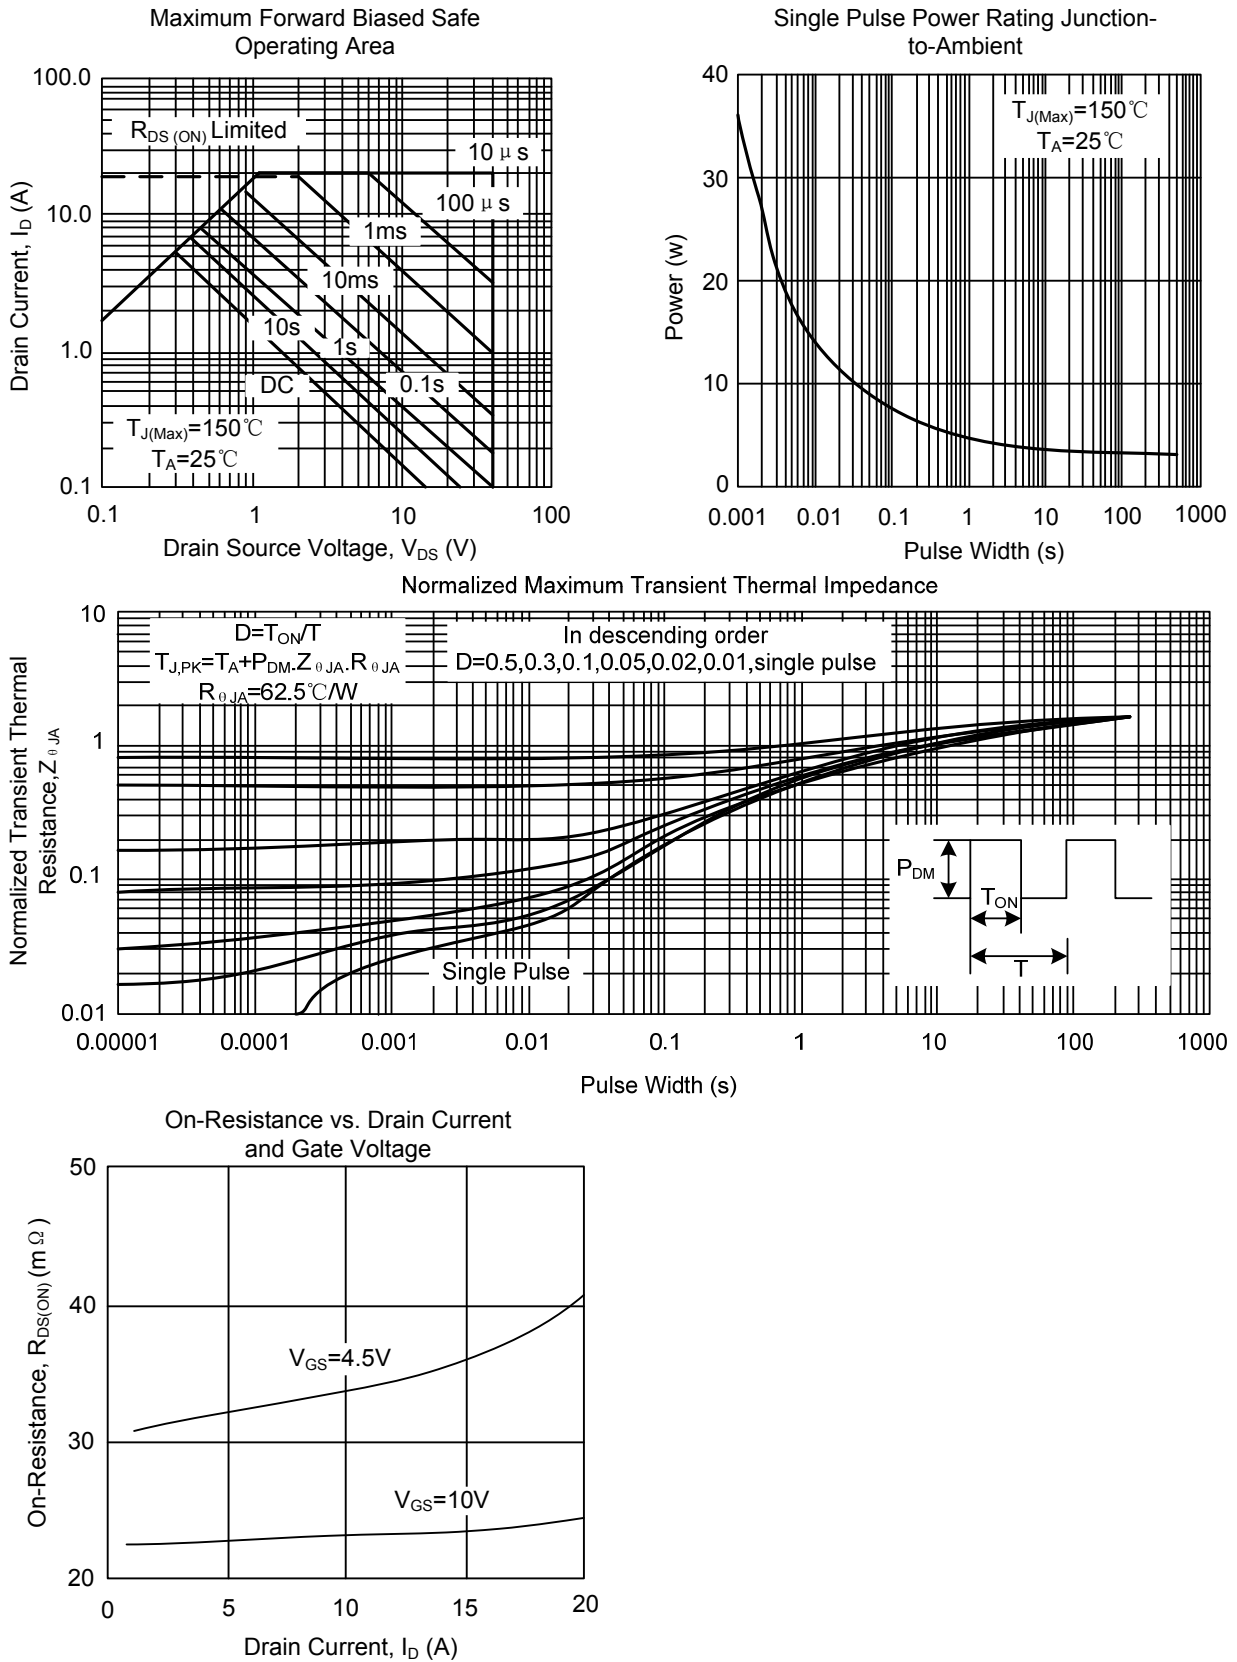 Maximum Forward Biased Safe
Operating Area
100.0
10.0
1.0
0.1
Drain Current, ID (A)
RDS (ON) Limited
10 μ s
100 μ s
1ms
10ms
10s
1s
DC
0.1s
TJ(Max)=150℃
TA=25℃
0.1
1
10
100
Drain Source Voltage, VDS (V)
Single Pulse Power Rating Junction-
to-Ambient
40
30
20
10
0
Power (w)
TJ(Max)=150℃
TA=25℃
0.001
0.01
0.1
1
10
100
1000
Pulse Width (s)
Normalized Maximum Transient Thermal Impedance
10
1
0.1
0.01
Normalized Transient Thermal
Resistance,Zθ JA
D=TON/T
TJ,PK=TA+PDM.Zθ JA.Rθ JA
Rθ JA=62.5℃/W
In descending order
D=0.5,0.3,0.1,0.05,0.02,0.01,single pulse
Single Pulse
PDM
TON
T
0.00001
0.0001
0.001
0.01
0.1
1
10
100
1000
Pulse Width (s)
On-Resistance vs. Drain Current
and Gate Voltage
50
40
30
20
On-Resistance, RDS(ON) (m Ω )
VGS=4.5V
VGS=10V
0
5
10
15
20
Drain Current, ID (A)